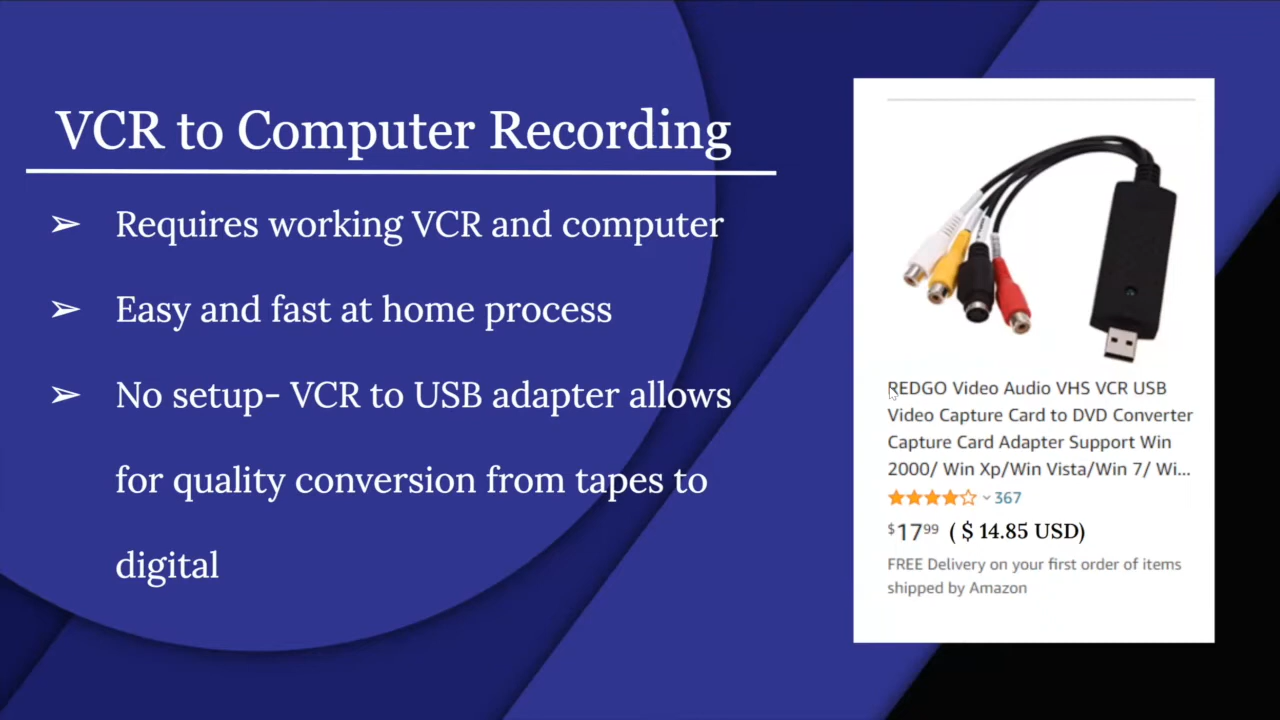 VCR to Computer Recording
➢ Requires working VCR and computer
➢ Easy and fast at home process
➢ No setup- VCR to USB adapter allows
for quality conversion from tapes to
digital
REDGO Video Audio VHS VCR USB
Video Capture Card to DVD Converter
Capture Card Adapter Support Win
2000/ Win Xp/Win Vista/Win 7/ Wi...
367
$17⁹⁹ ( $ 14.85 USD)
FREE Delivery on your first order of items
shipped by Amazon